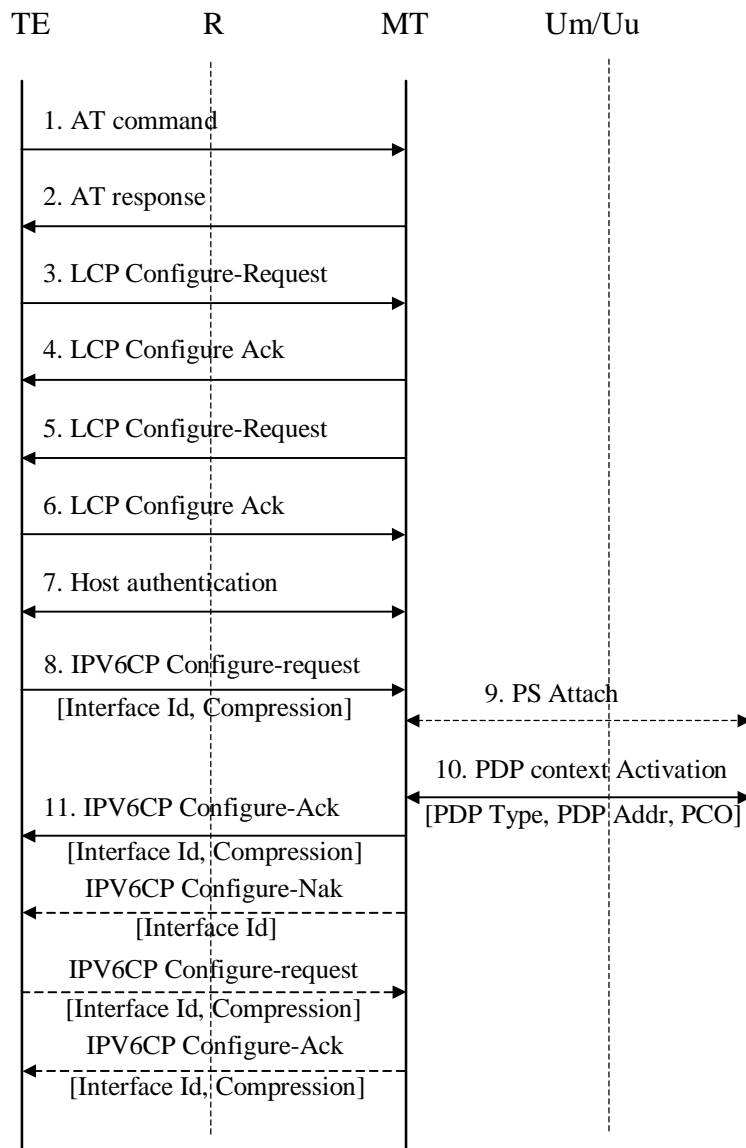 TE R MT Um/Uu
1. AT command
2. AT response
3. LCP Configure-Request
4. LCP Configure Ack
5. LCP Configure-Request
6. LCP Configure Ack
7. Host authentication
8. IPV6CP Configure-request
[Interface Id, Compression]
9. PS Attach
10. PDP context Activation
[PDP Type, PDP Addr, PCO]
11. IPV6CP Configure-Ack
[Interface Id, Compression]
IPV6CP Configure-Nak
[Interface Id]
IPV6CP Configure-request
[Interface Id, Compression]
IPV6CP Configure-Ack
[Interface Id, Compression]